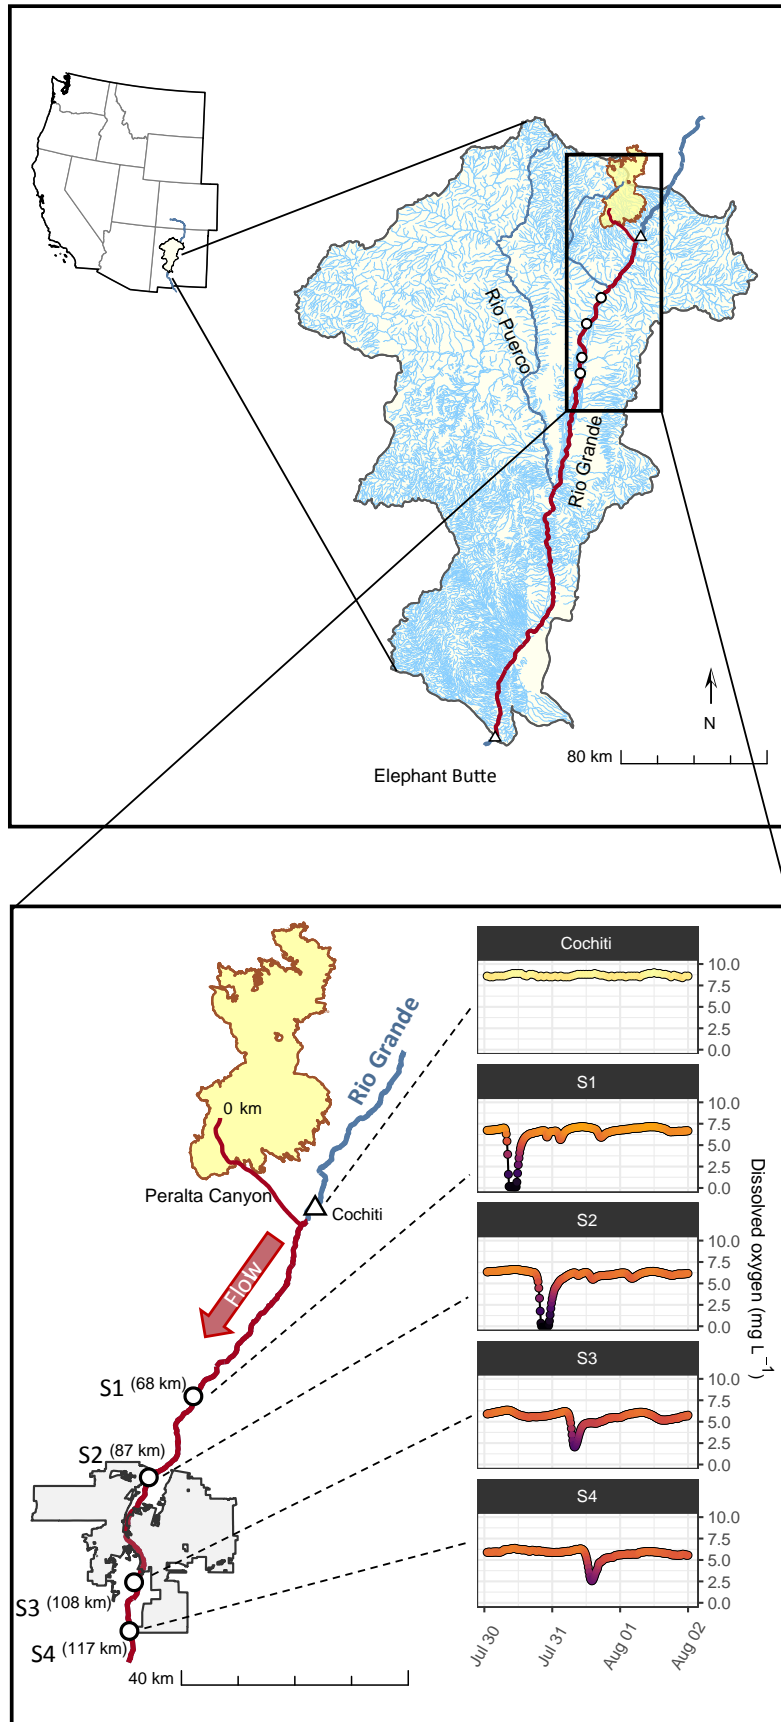 Rio Puerco
Rio Grande
N
80 km
Elephant Butte
0 km
Rio Grande
Peralta Canyon
Cochiti
Flow
S1 (68 km)
S2 (87 km)
S3 (108 km)
S4 (117 km)
40 km
Cochiti
10.0
7.5
5.0
2.5
0.0
S1
10.0
7.5
5.0
2.5
0.0
S2
10.0
7.5
5.0
2.5
0.0
S3
10.0
7.5
5.0
2.5
0.0
S4
10.0
7.5
5.0
2.5
0.0
Jul 30
Jul 31
Aug 01
Aug 02
Dissolved oxygen (mg L⁻¹)